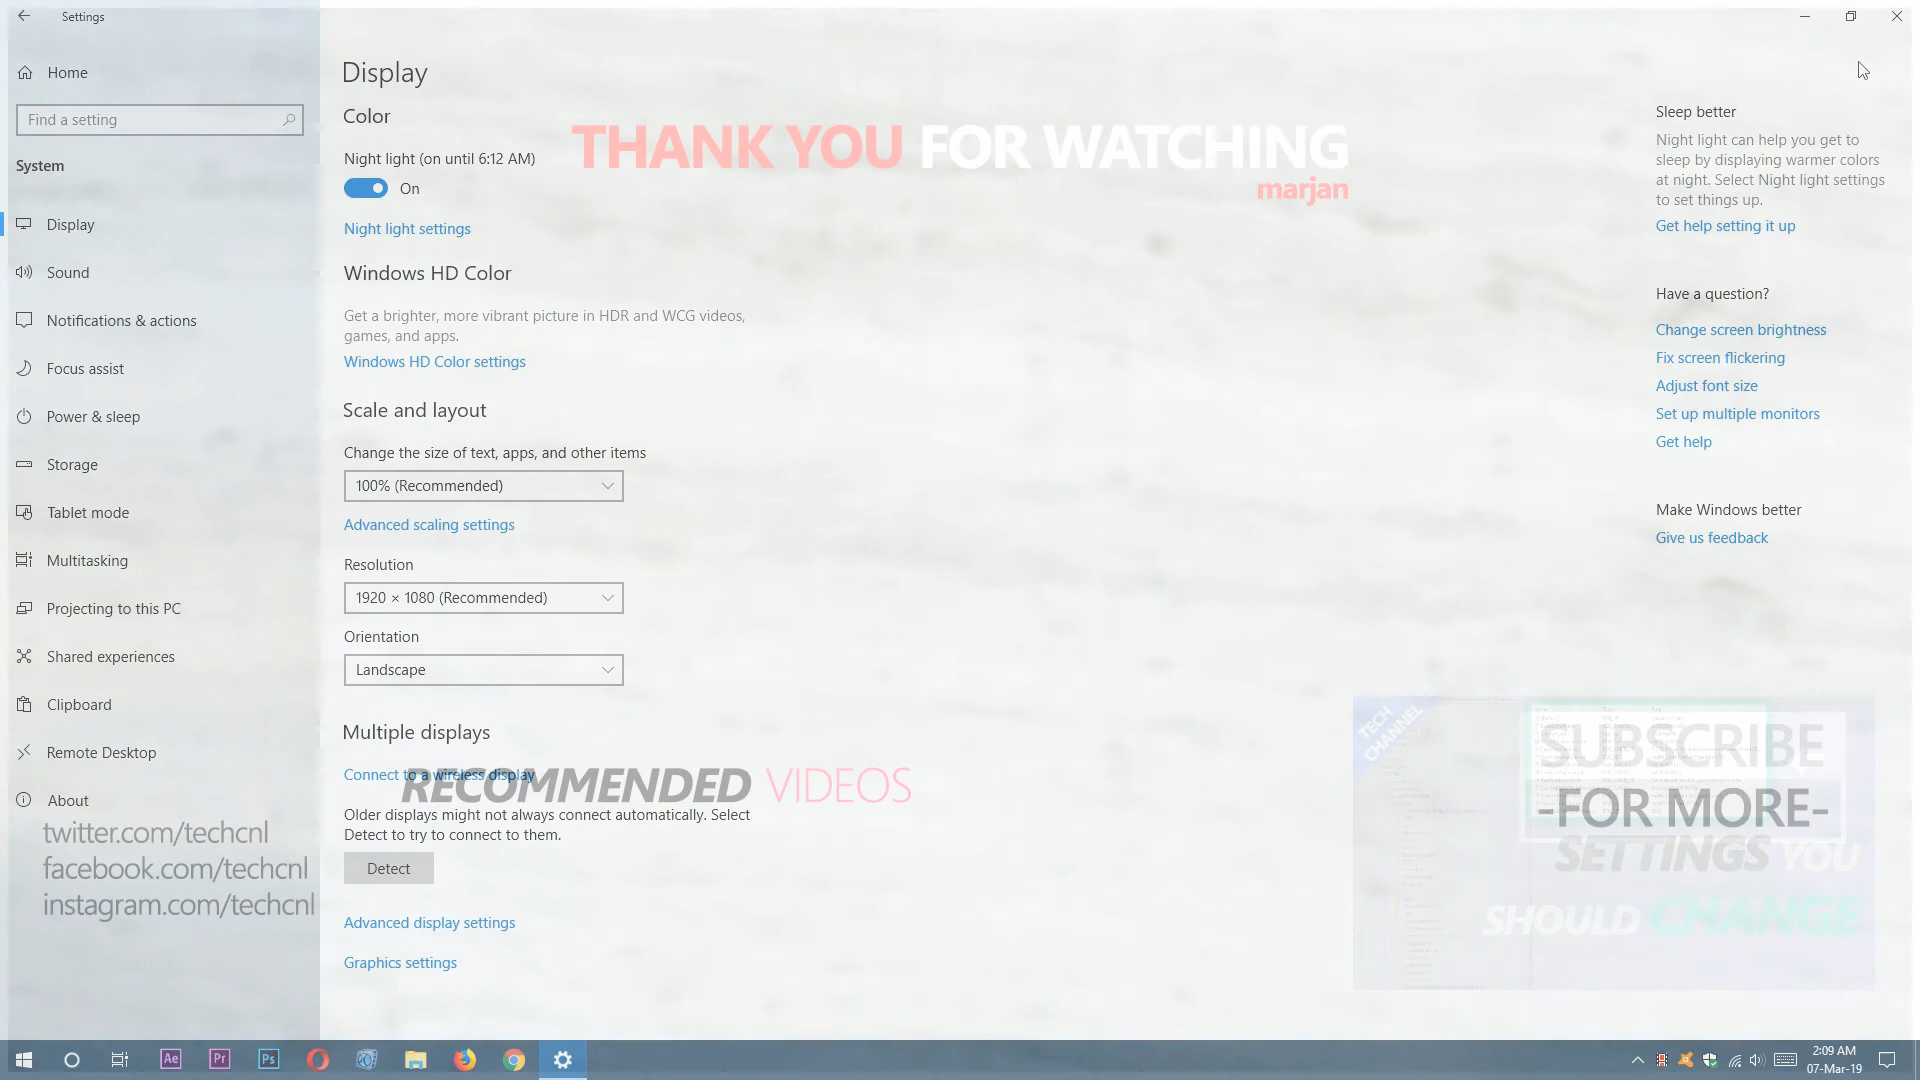 Settings
Home
Find a setting
System
Display
Sound
Notifications & actions
Focus assist
Power & sleep
Storage
Tablet mode
Multitasking
Projecting to this PC
Shared experiences
Clipboard
Remote Desktop
About
twitter.com/techcnl
facebook.com/techcnl
instagram.com/techcnl
Display
Color
Night light (on until 6:12 AM)
On
Night light settings
THANK YOU FOR WATCHING
marjan
Windows HD Color
Get a brighter, more vibrant picture in HDR and WCG videos,
games, and apps.
Windows HD Color settings
Scale and layout
Change the size of text, apps, and other items
100% (Recommended)
Advanced scaling settings
Resolution
1920 × 1080 (Recommended)
Orientation
Landscape
Multiple displays
Connect to a wireless display
RECOMMENDED VIDEOS
Older displays might not always connect automatically. Select
Detect to try to connect to them.
Detect
Advanced display settings
Graphics settings
Sleep better
Night light can help you get to
sleep by displaying warmer colors
at night. Select Night light settings
to set things up.
Get help setting it up
Have a question?
Change screen brightness
Fix screen flickering
Adjust font size
Set up multiple monitors
Get help
Make Windows better
Give us feedback
TECH
CHANNEL
SUBSCRIBE
-FOR MORE-
SETTINGS YOU
SHOULD CHANGE
Ae
Pr
Ps
2:09 AM
07-Mar-19